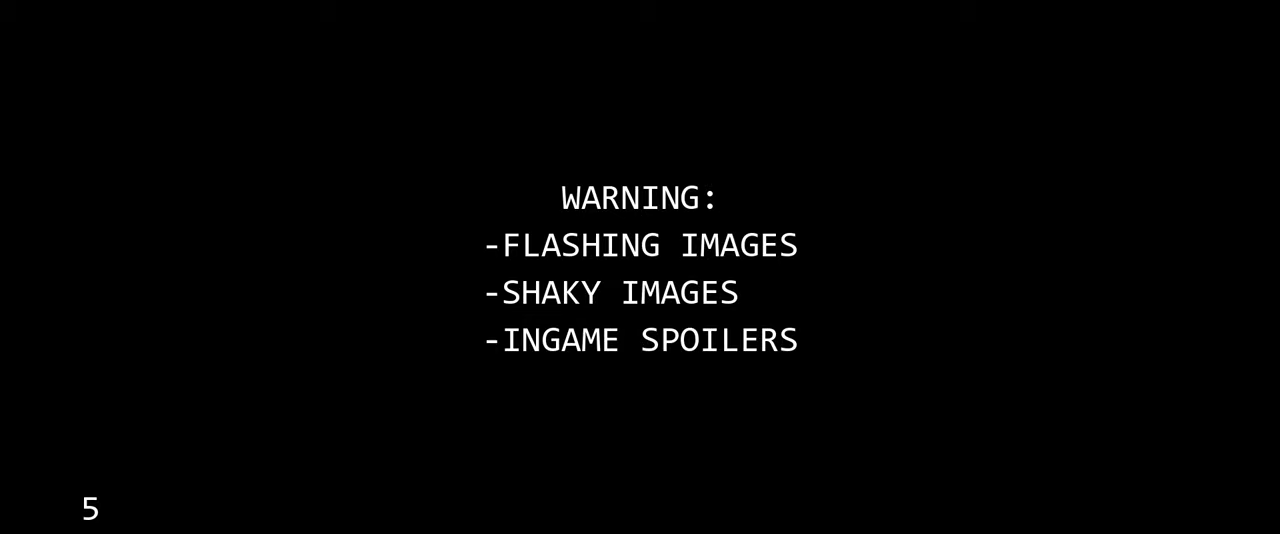 WARNING:
-FLASHING IMAGES
-SHAKY IMAGES
-INGAME SPOILERS
5